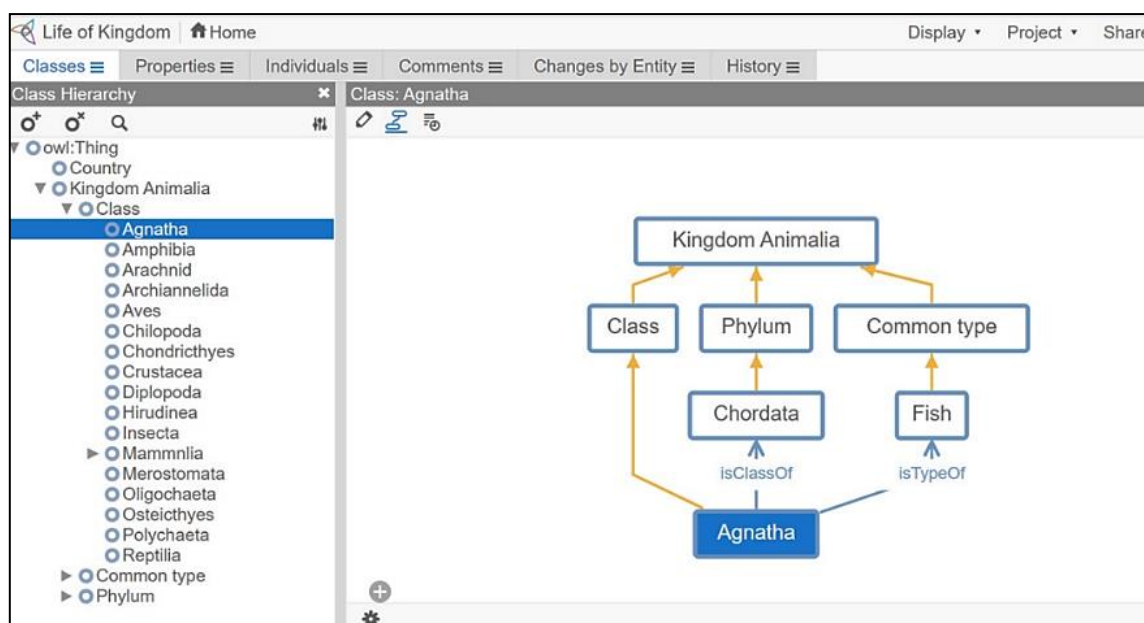 Life of Kingdom Home Display Project Share
Classes Properties Individuals Comments Changes by Entity History
Class Hierarchy
owl:Thing
Country
Kingdom Animalia
Class
Agnatha
Amphibia
Arachnid
Archiannelida
Aves
Chilopoda
Chondricthyes
Crustacea
Diplopoda
Hirudinea
Insecta
Mammnlia
Merostomata
Oligochaeta
Osteicthyes
Polychaeta
Reptilia
Common type
Phylum
Class: Agnatha
Kingdom Animalia
Class Phylum Common type
Chordata Fish
isClassOf isTypeOf
Agnatha